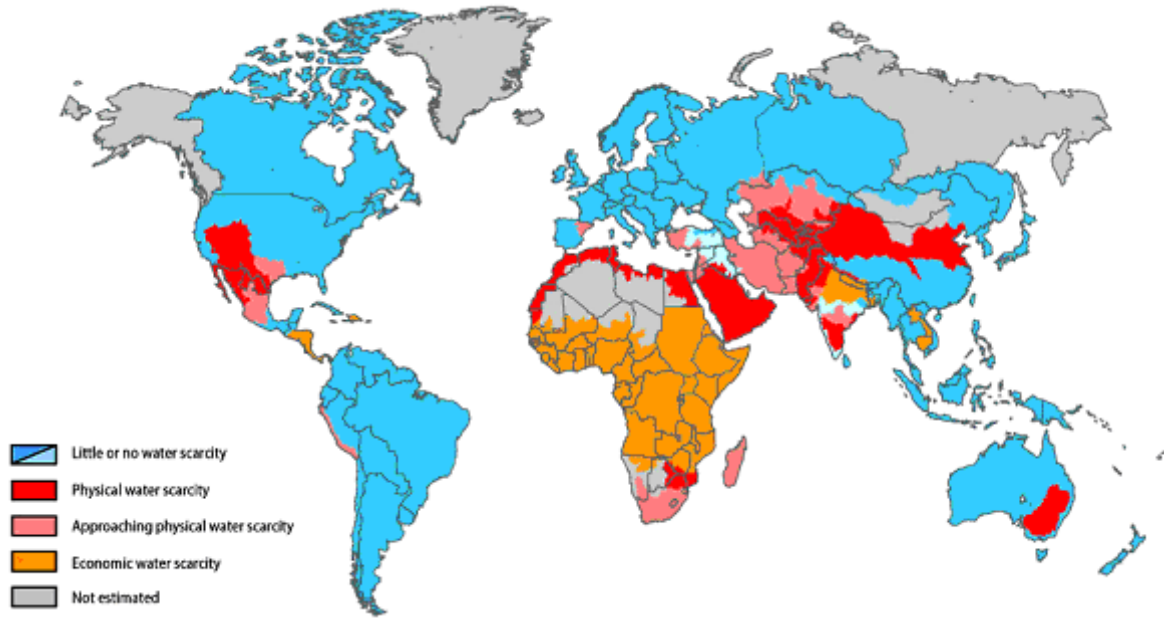 Little or no water scarcity
Physical water scarcity
Approaching physical water scarcity
Economic water scarcity
Not estimated